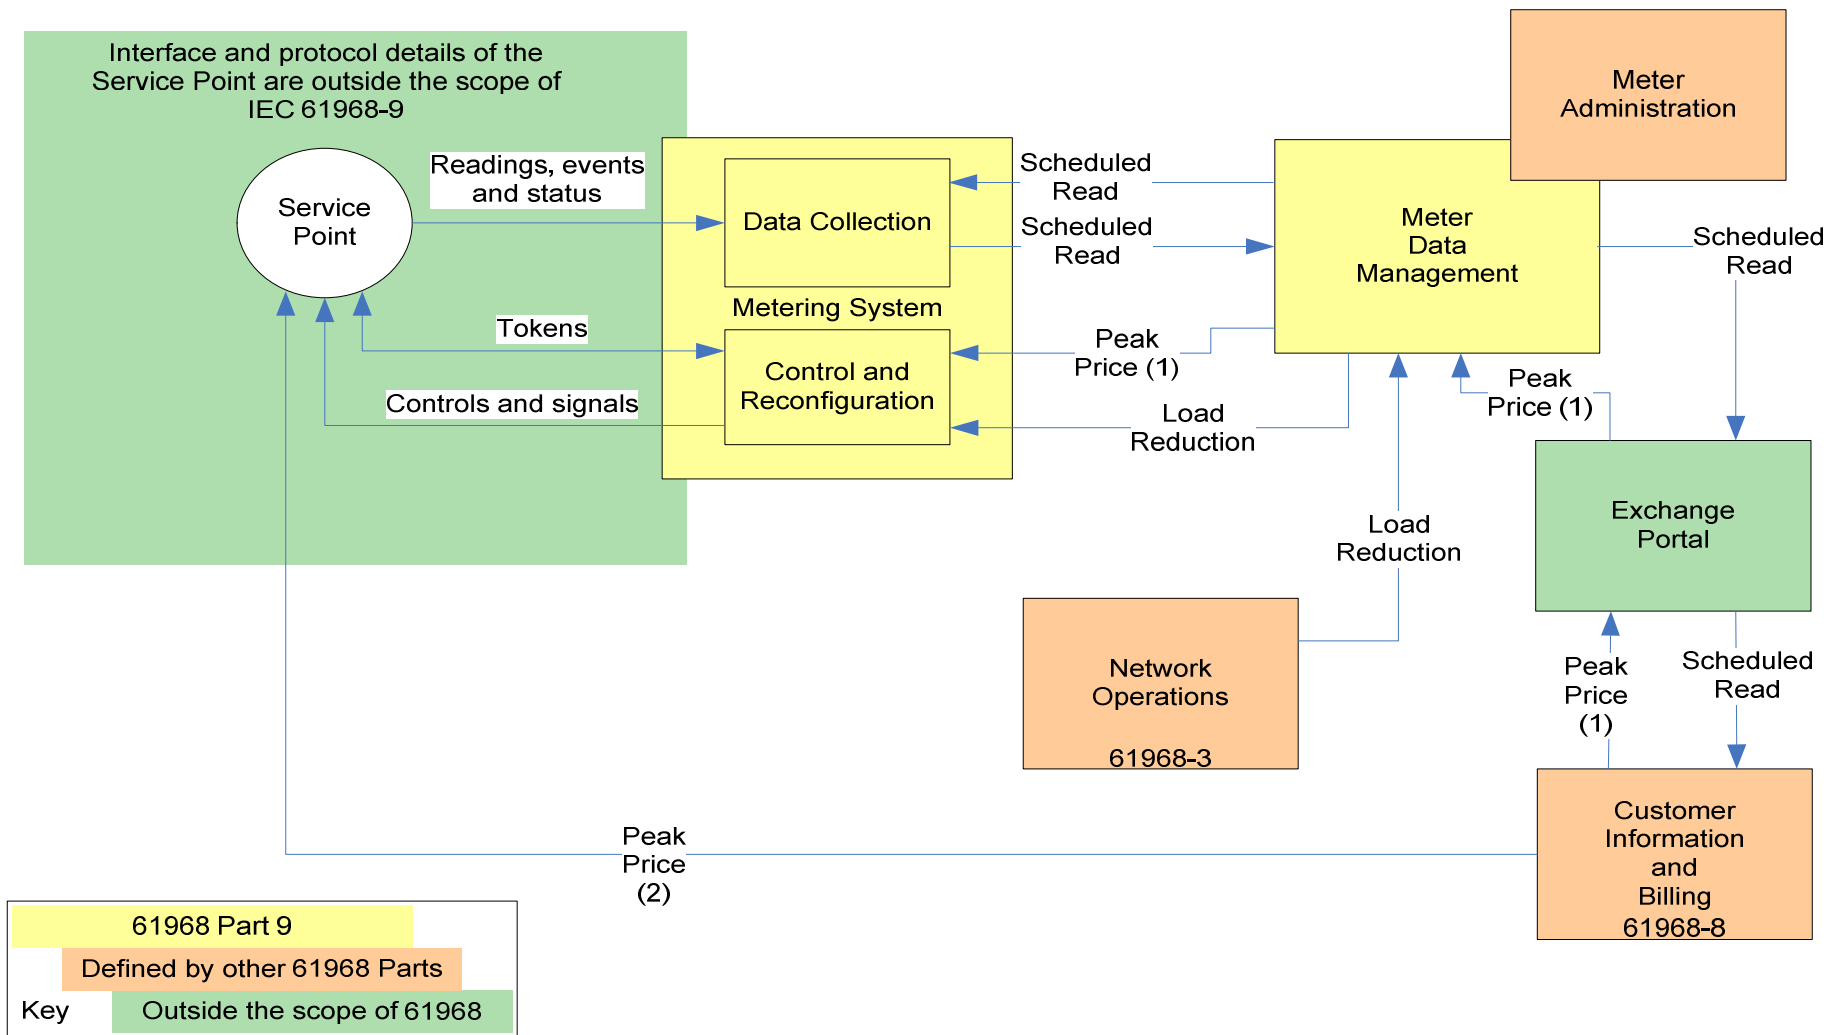 Interface and protocol details of the
Service Point are outside the scope of
IEC 61968-9
Meter
Administration
Readings, events
and status
Service
Point
Data Collection
Scheduled
Read
Scheduled
Read
Meter
Data
Management
Scheduled
Read
Metering System
Tokens
Control and
Reconfiguration
Controls and signals
Peak
Price (1)
Load
Reduction
Peak
Price (1)
Exchange
Portal
Load
Reduction
Network
Operations
61968-3
Peak
Price
(1)
Scheduled
Read
Customer
Information
and
Billing
61968-8
Peak
Price
(2)
61968 Part 9
Defined by other 61968 Parts
Key
Outside the scope of 61968